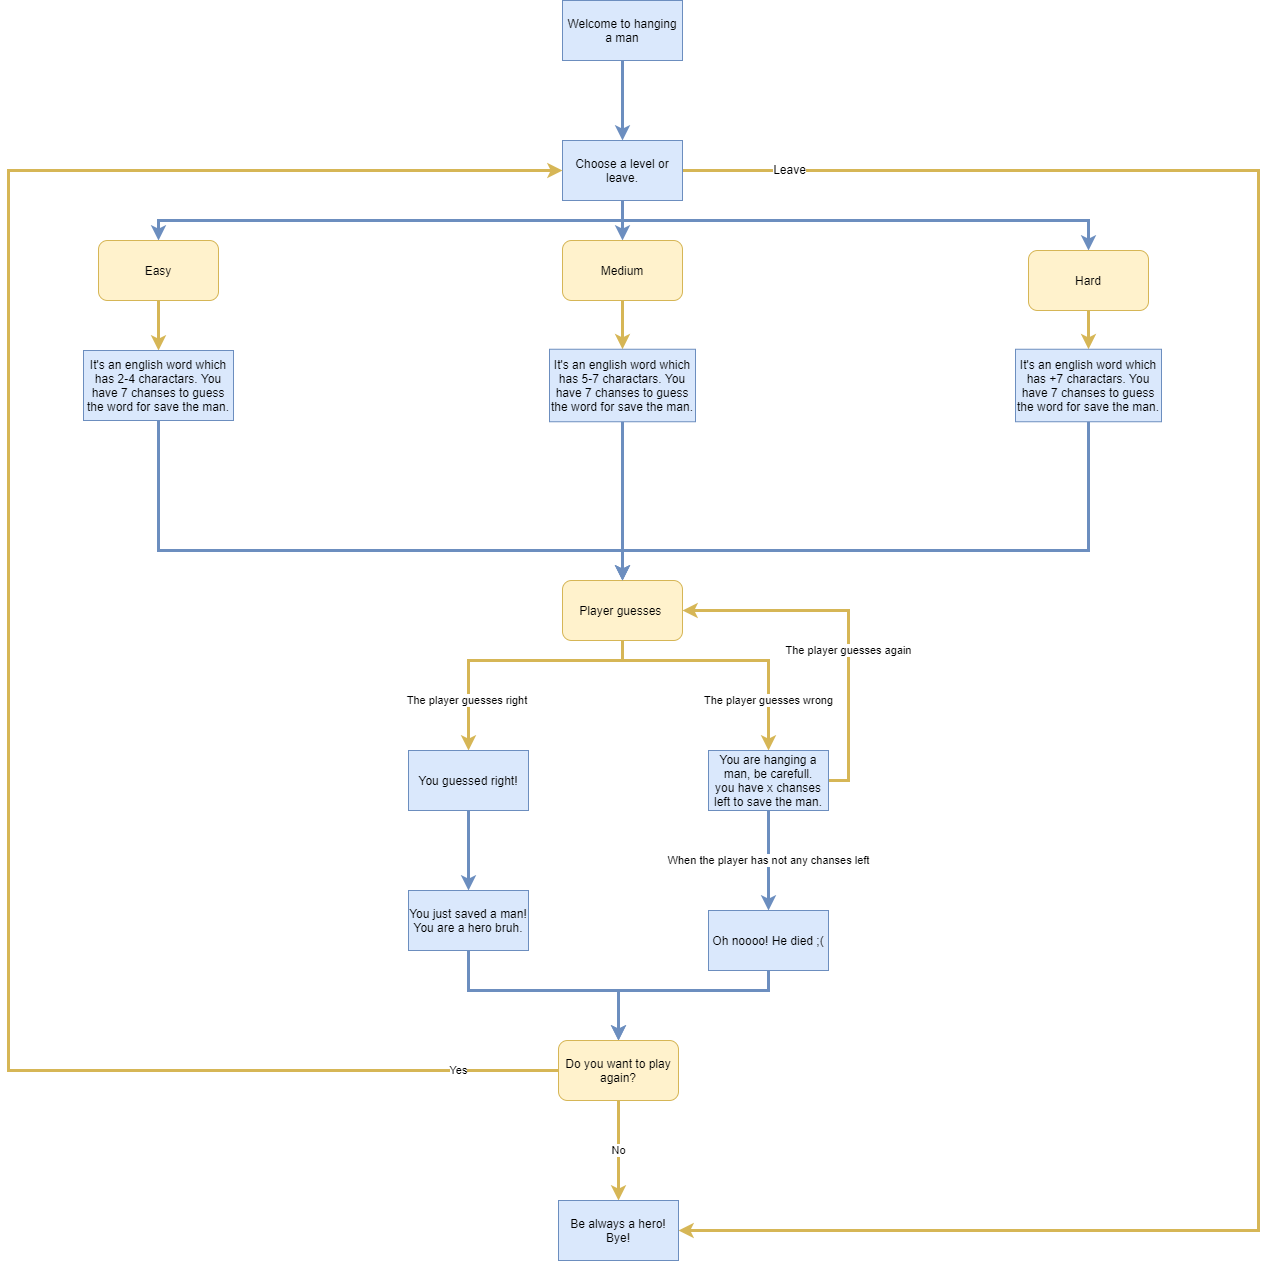 Welcome to hanging
a man
Choose a level or
leave.
Leave
Easy
Medium
Hard
It's an english word which
has 2-4 charactars. You
have 7 chanses to guess
the word for save the man.
It's an english word which
has 5-7 charactars. You
have 7 chanses to guess
the word for save the man.
It's an english word which
has +7 charactars. You
have 7 chanses to guess
the word for save the man.
Player guesses
The player guesses again
The player guesses right
The player guesses wrong
You guessed right!
You are hanging a
man, be carefull.
you have x chanses
left to save the man.
When the player has not any chanses left
You just saved a man!
You are a hero bruh.
Oh noooo! He died ;(
Do you want to play
again?
Yes
No
Be always a hero!
Bye!